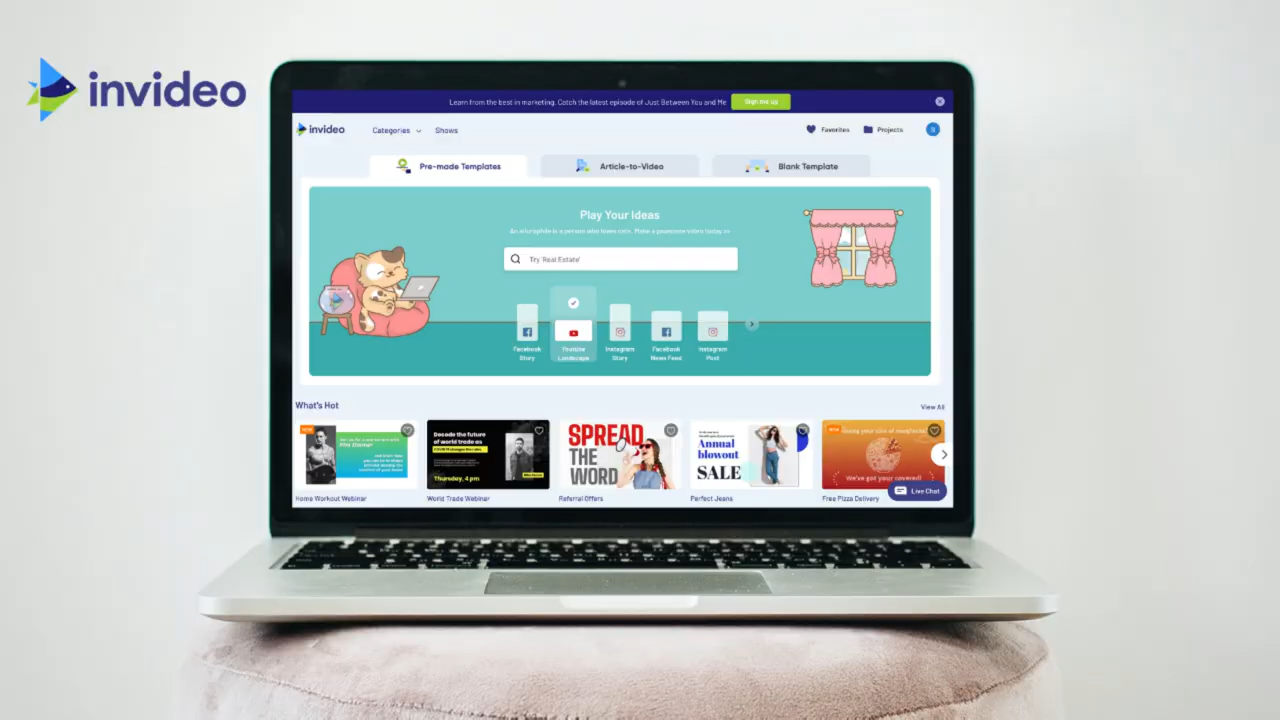 invideo
Learn from the best in marketing. Catch the latest episode of Just Between You and Me
Sign me up
invideo
Categories
Shows
Favorites
Projects
Pre-made Templates
Article-to-Video
Blank Template
Play Your Ideas
Try 'Real Estate'
Facebook
Story
Youtube
Landscape
Instagram
Story
Facebook
News Feed
Instagram
Post
What's Hot
View All
Decode the future
of world trade as
Thursday, 4 pm
SPREAD
THE
WORD
Annual
blowout
SALE
We've got your covered!
Home Workout Webinar
World Trade Webinar
Referral Offers
Perfect Jeans
Free Pizza Delivery
Live Chat